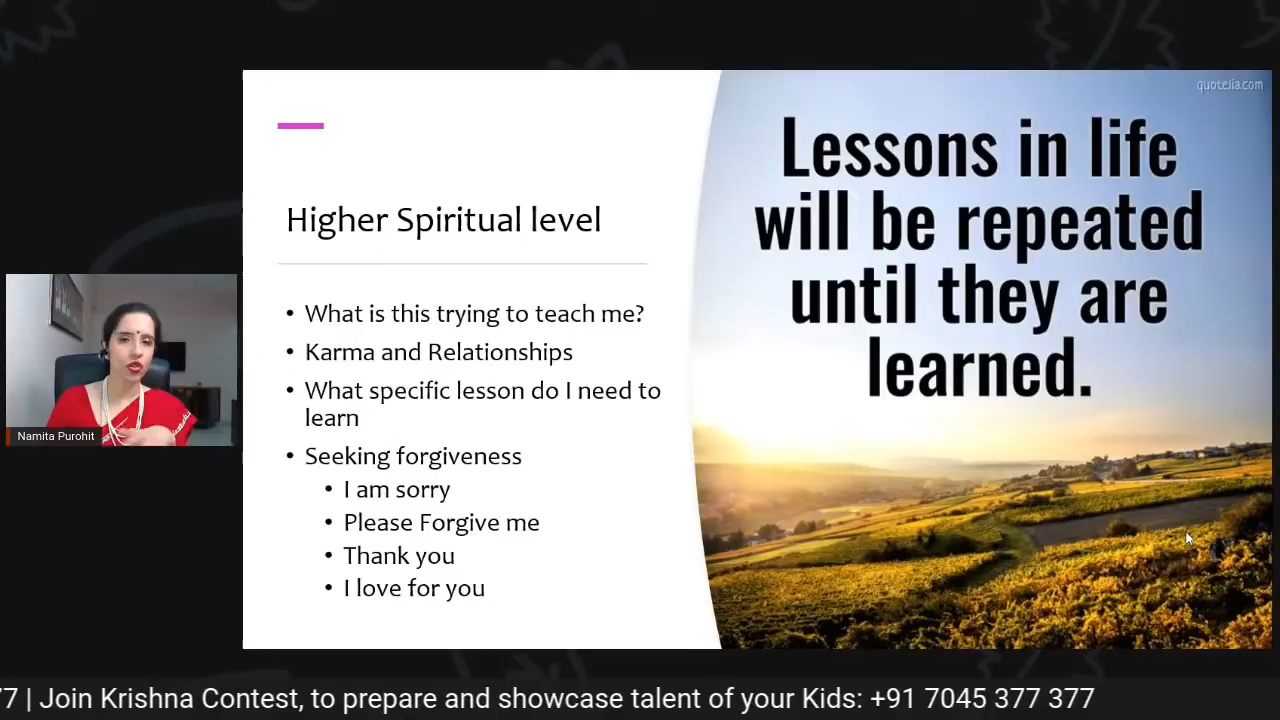 quotelia.com
Lessons in life
will be repeated
until they are
learned.
Higher Spiritual level
• What is this trying to teach me?
• Karma and Relationships
• What specific lesson do I need to
learn
• Seeking forgiveness
• I am sorry
• Please Forgive me
• Thank you
• I love for you
Namita Purohit
77 | Join Krishna Contest, to prepare and showcase talent of your Kids: +91 7045 377 377